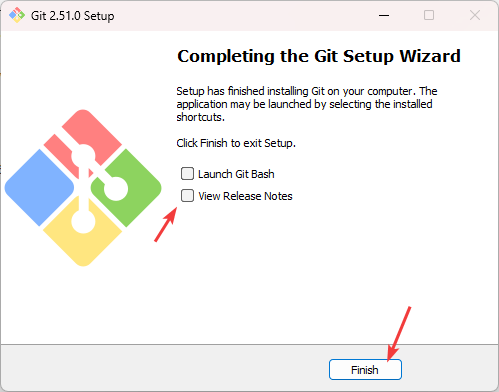 Git 2.51.0 Setup
Completing the Git Setup Wizard
Setup has finished installing Git on your computer. The
application may be launched by selecting the installed
shortcuts.
Click Finish to exit Setup.
Launch Git Bash
View Release Notes
Finish